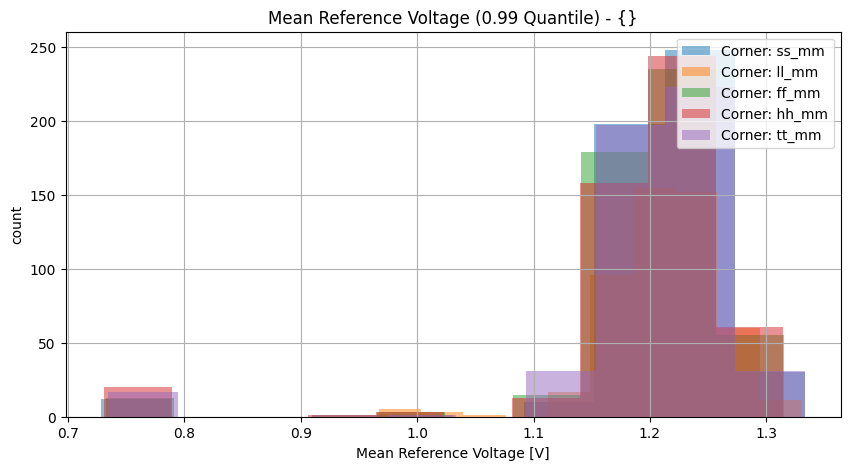 Mean Reference Voltage (0.99 Quantile) - {}
Corner: ss_mm
Corner: ll_mm
Corner: ff_mm
Corner: hh_mm
Corner: tt_mm
count
250
200
150
100
50
0
0.7 0.8 0.9 1.0 1.1 1.2 1.3
Mean Reference Voltage [V]